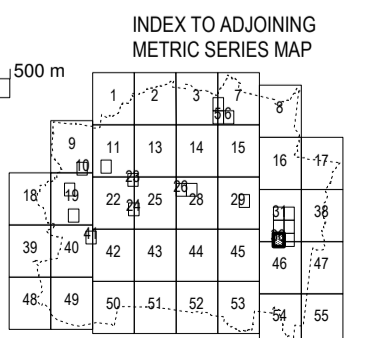 INDEX TO ADJOINING
METRIC SERIES MAP
500 m
1 2 3 7
5 6 8
9 11 13 14 15
10 16 17
18 19 22 23 25 26 28 29 31 38
24
39 40 41 42 43 44 45 46 47
48 49 50 51 52 53 54 55